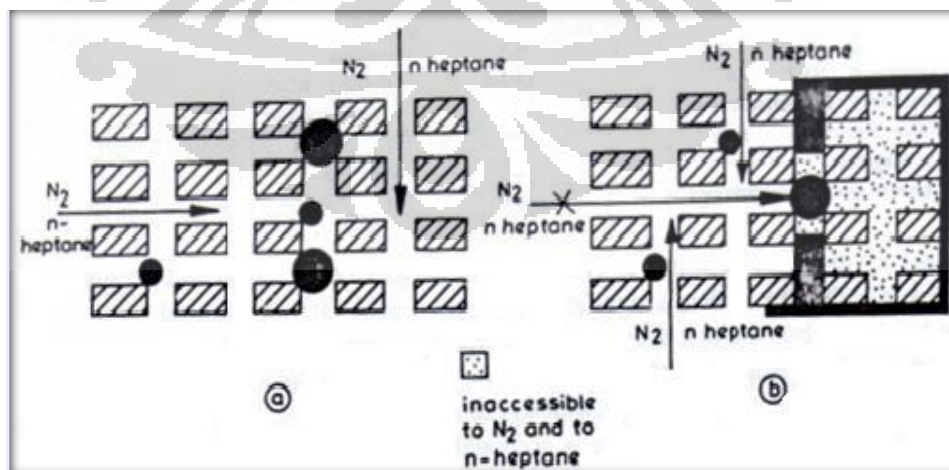 N2
n heptane
N2
n-
heptane
ⓐ
N2
n heptane
N2
n heptane
N2
n heptane
ⓑ
inaccessible
to N2 and to
n=heptane